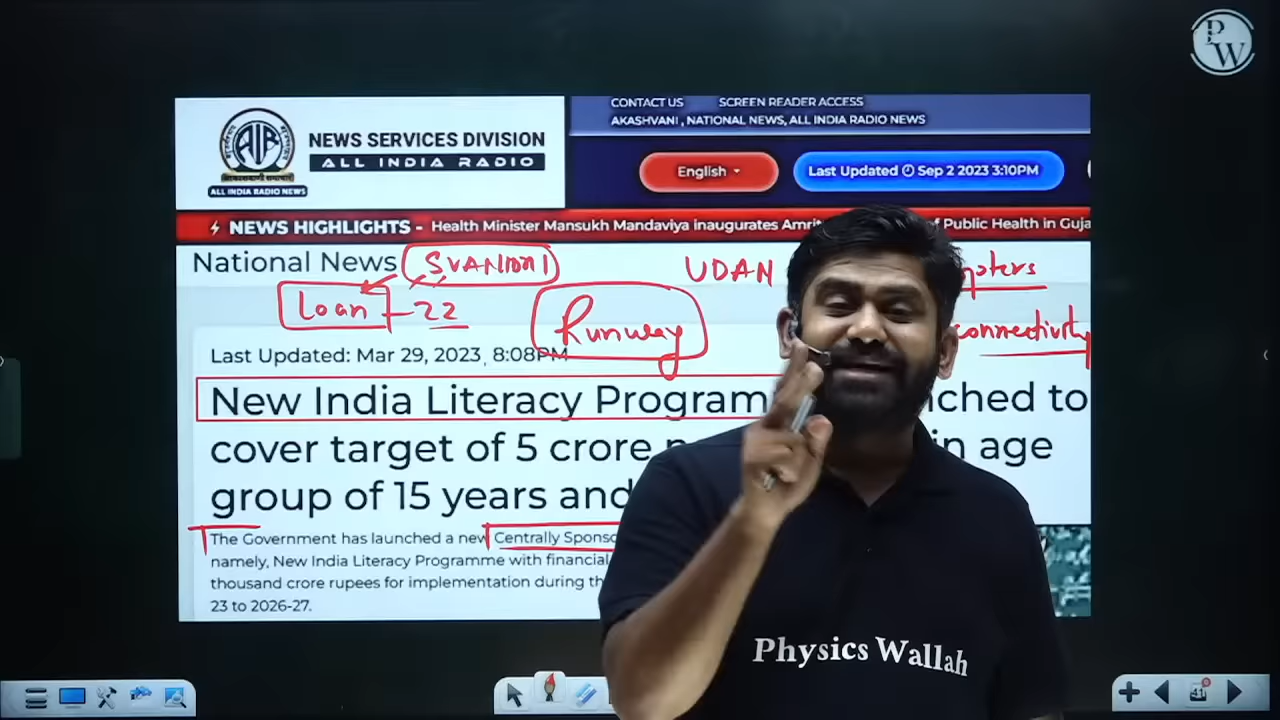 PW
AIR
NEWS SERVICES DIVISION
ALL INDIA RADIO
ALL INDIA RADIO NEWS
CONTACT US SCREEN READER ACCESS
AKASHVANI , NATIONAL NEWS, ALL INDIA RADIO NEWS
English
Last Updated Sep 2 2023 3:10PM
NEWS HIGHLIGHTS - Health Minister Mansukh Mandaviya inaugurates of Public Health in
National News SVANIDHI UDAN
Loan - 22 Runway connectivity
Last Updated: Mar 29, 2023, 8:08PM
New India Literacy to
cover target of 5 crore in age
group of 15 years and
The Government has launched a new Centrally
namely, New India Literacy Programme with financial
thousand crore rupees for implementation during
23 to 2026-27.
Physics Wallah
41